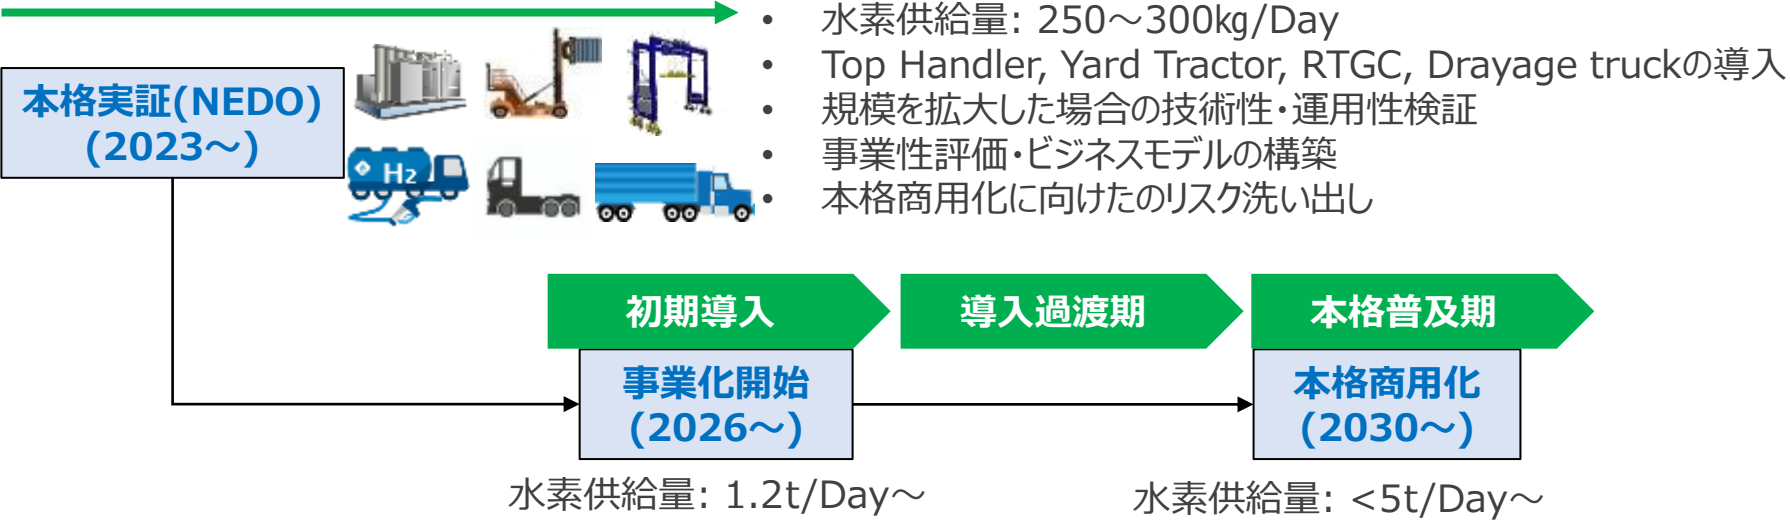 • 水素供給量: 250～300㎏/Day
• Top Handler, Yard Tractor, RTGC, Drayage truckの導入
• 規模を拡大した場合の技術性・運用性検証
• 事業性評価・ビジネスモデルの構築
• 本格商用化に向けたのリスク洗い出し
本格実証(NEDO)
(2023～)
H2
初期導入
導入過渡期
本格普及期
事業化開始
(2026～)
本格商用化
(2030～)
水素供給量: 1.2t/Day～
水素供給量: <5t/Day～